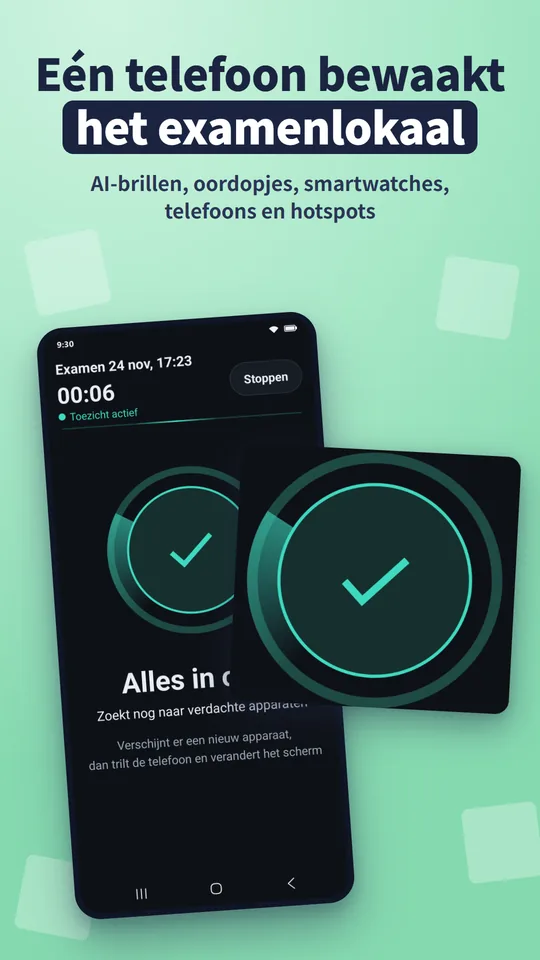 Eén telefoon bewaakt
het examenlokaal
AI-brillen, oordopjes, smartwatches,
telefoons en hotspots
9:30
Examen 24 nov, 17:23
00:06
Stoppen
Toezicht actief
Alles in
Zoekt nog naar verdachte apparaten
Verschijnt er een nieuw apparaat,
dan trilt de telefoon en verandert het scherm